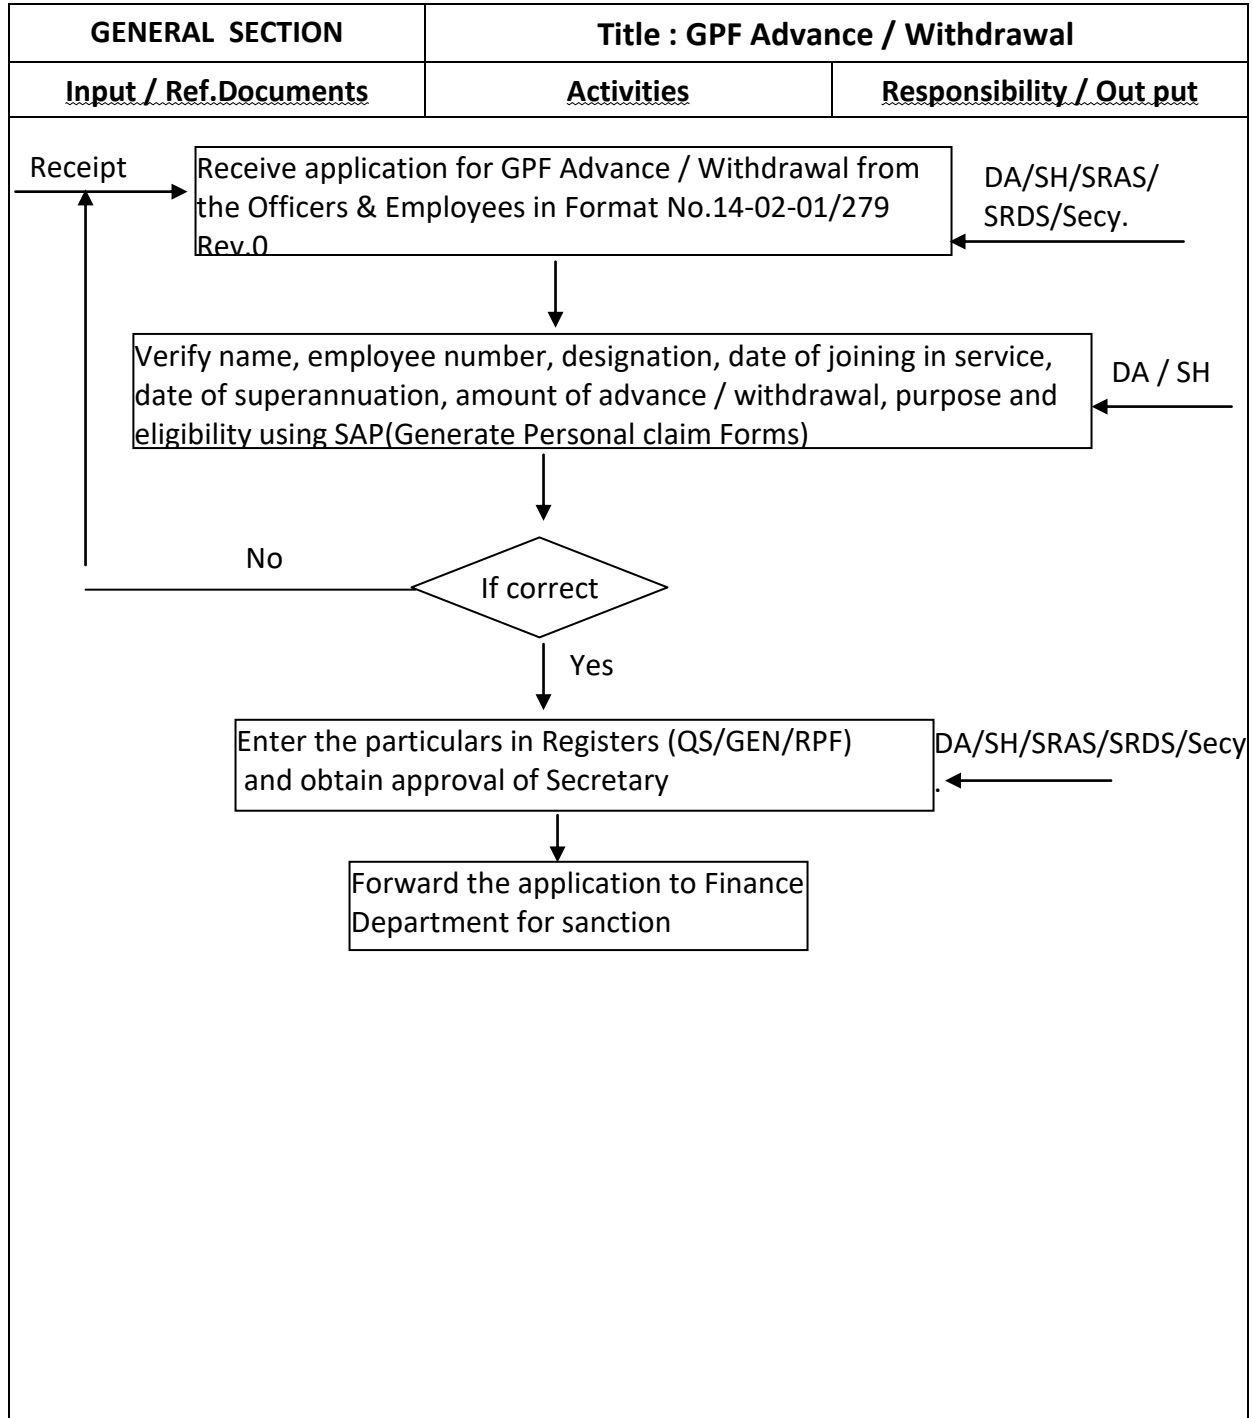 GENERAL  SECTION
Title : GPF Advance / Withdrawal
Input / Ref.Documents
Activities
Responsibility / Out put
Receipt
Receive application for GPF Advance / Withdrawal from
the Officers & Employees in Format No.14-02-01/279
Rev.0
DA/SH/SRAS/
SRDS/Secy.
Verify name, employee number, designation, date of joining in service,
date of superannuation, amount of advance / withdrawal, purpose and
eligibility using SAP(Generate Personal claim Forms)
DA / SH
No
If correct
Yes
Enter the particulars in Registers (QS/GEN/RPF)
and obtain approval of Secretary
DA/SH/SRAS/SRDS/Secy
.
Forward the application to Finance
Department for sanction